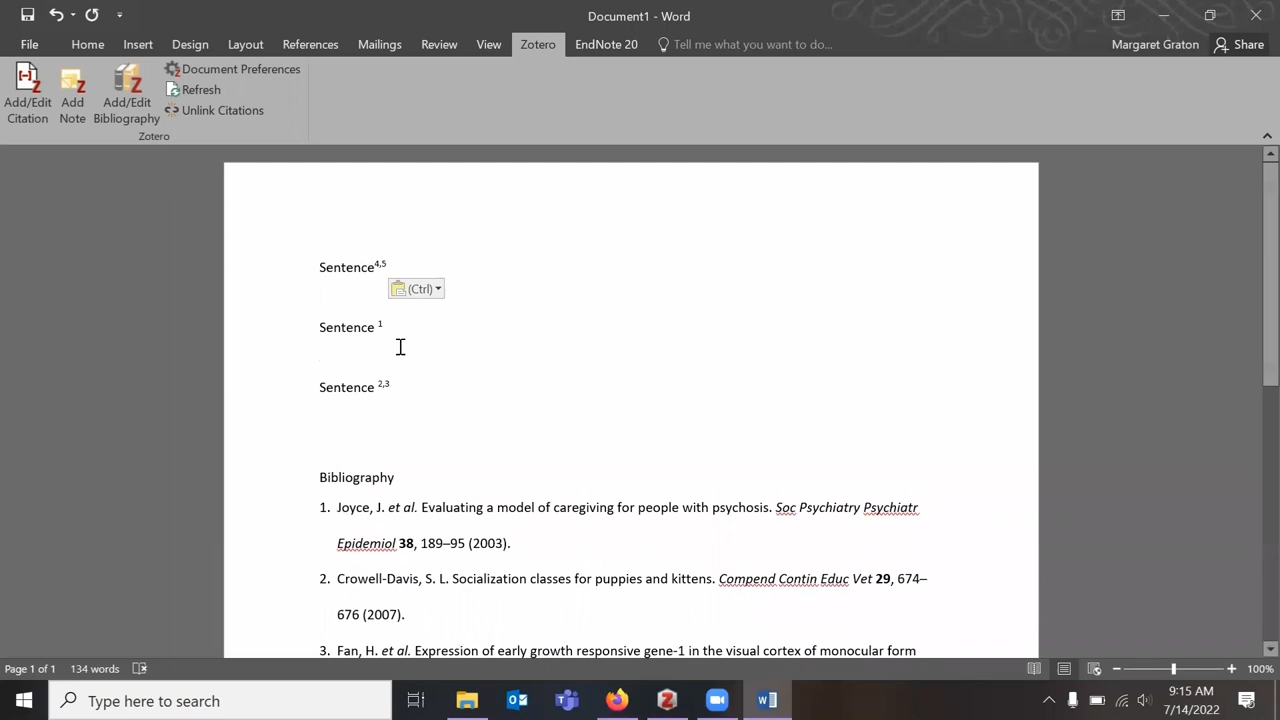 Document1 - Word
File Home Insert Design Layout References Mailings Review View Zotero EndNote 20 Tell me what you want to do... Margaret Graton Share
Add/Edit Citation
Add Note
Add/Edit Bibliography
Document Preferences
Refresh
Unlink Citations
Zotero
Sentence4,5
(Ctrl)
Sentence 1
Sentence 2,3
Bibliography
1. Joyce, J. et al. Evaluating a model of caregiving for people with psychosis. Soc Psychiatry Psychiatr
Epidemiol 38, 189–95 (2003).
2. Crowell-Davis, S. L. Socialization classes for puppies and kittens. Compend Contin Educ Vet 29, 674–
676 (2007).
3. Fan, H. et al. Expression of early growth responsive gene-1 in the visual cortex of monocular form
Page 1 of 1 134 words 100%
Type here to search
9:15 AM
7/14/2022